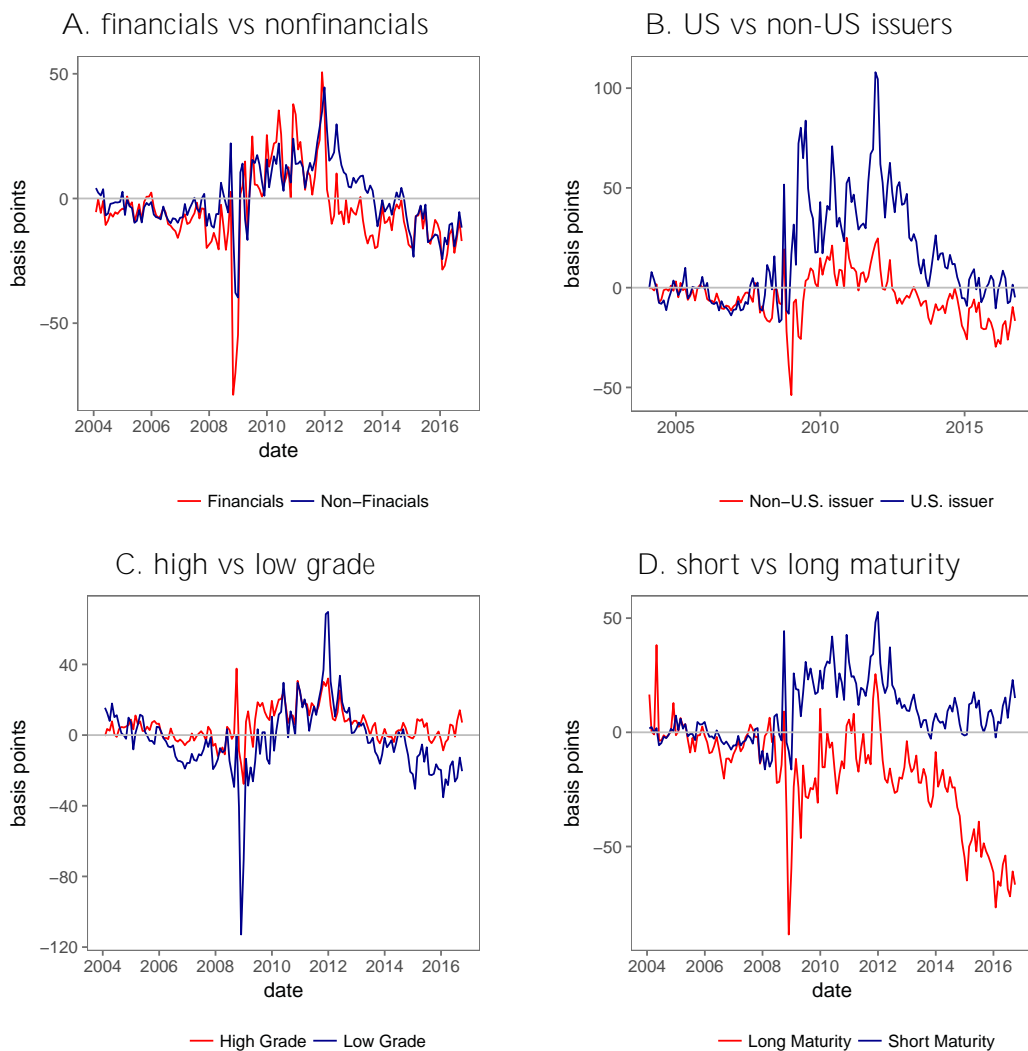 A. financials vs nonfinancials
50
0
−50
basis points
2004 2006 2008 2010 2012 2014 2016
date
Financials Non−Finacials
B. US vs non-US issuers
100
50
0
−50
basis points
2005 2010 2015
Non−U.S. issuer U.S. issuer
C. high vs low grade
40
0
−40
−80
−120
basis points
2004 2006 2008 2010 2012 2014 2016
date
High Grade Low Grade
D. short vs long maturity
50
0
−50
basis points
2004 2006 2008 2010 2012 2014 2016
date
Long Maturity Short Maturity